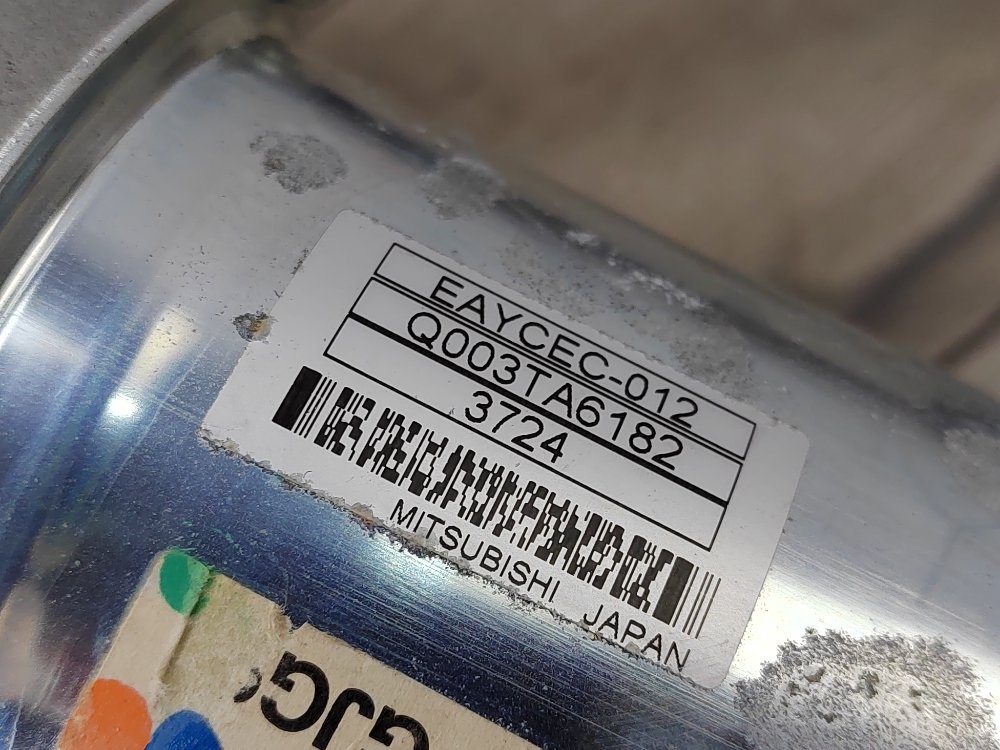 EAYCEC-012
Q003TA6182
3724
MITSUBISHI JAPAN